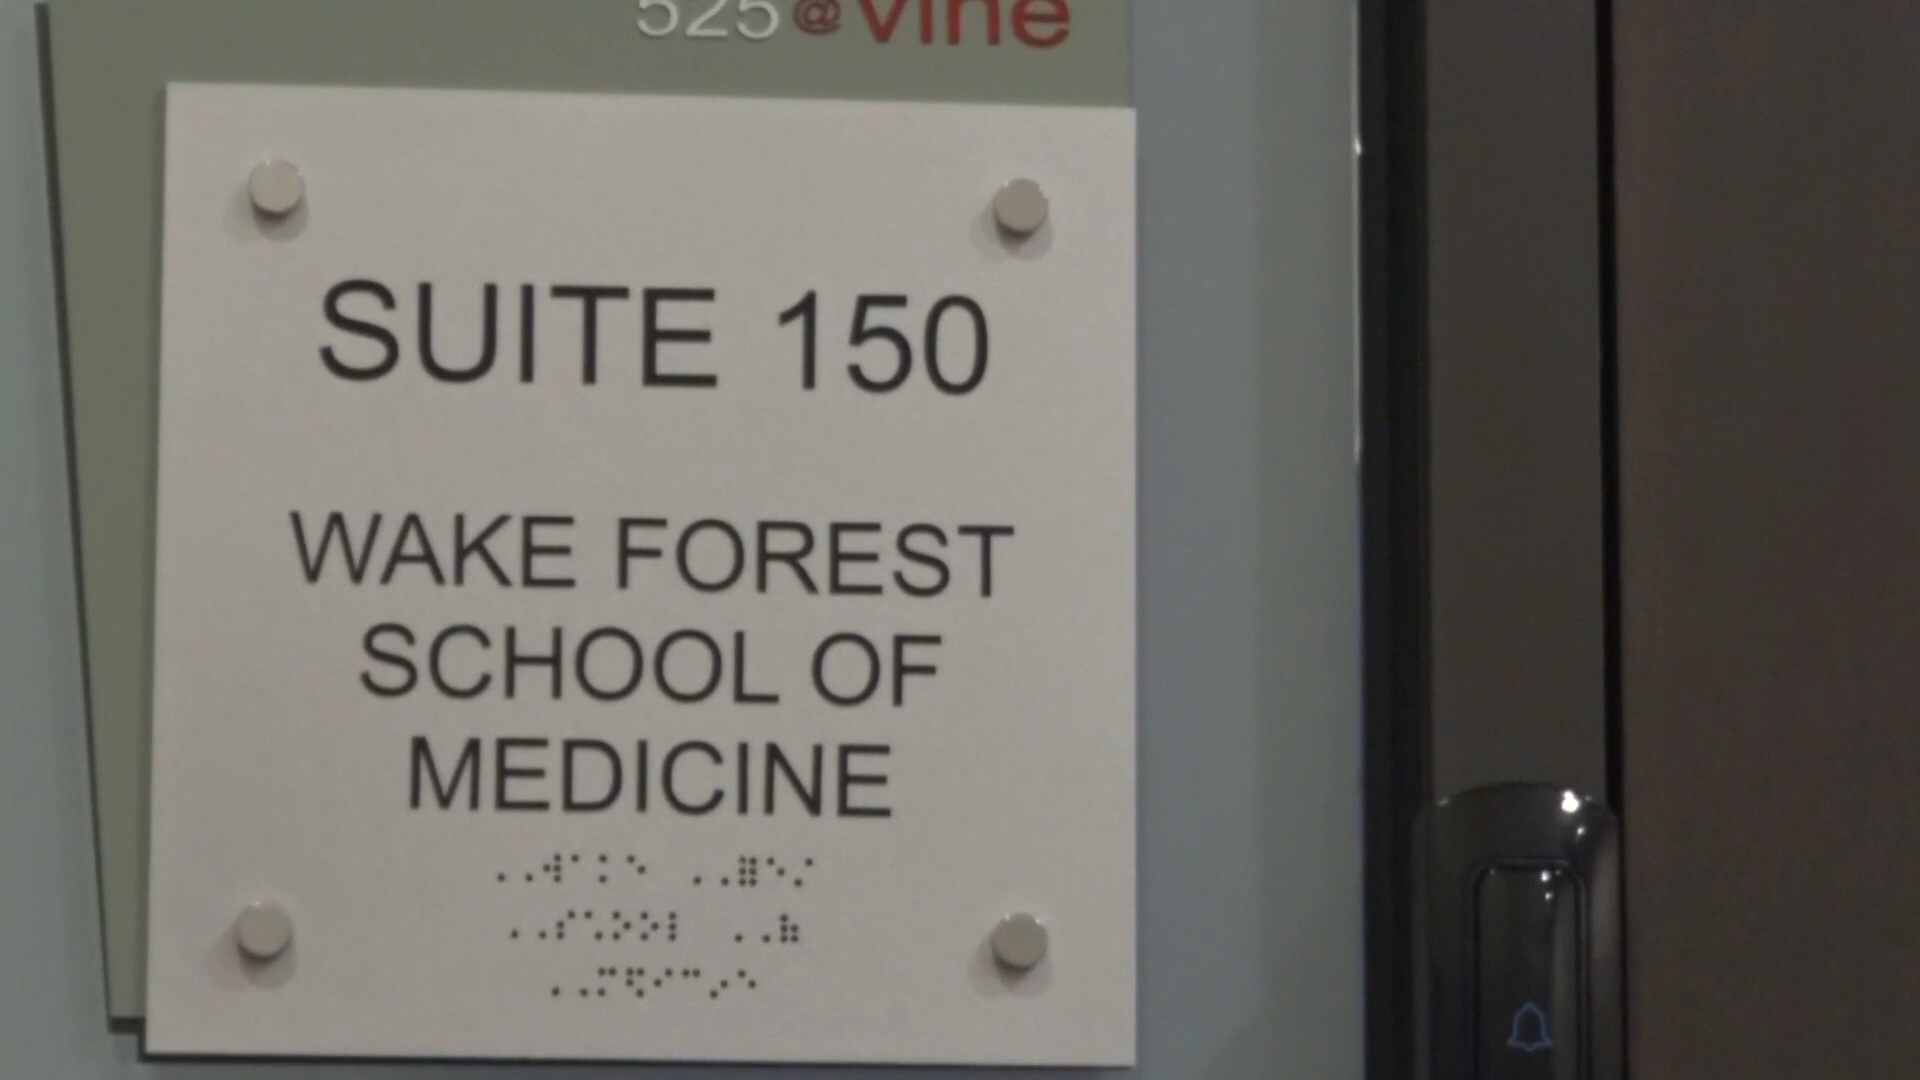 525@vine
SUITE 150
WAKE FOREST
SCHOOL OF
MEDICINE